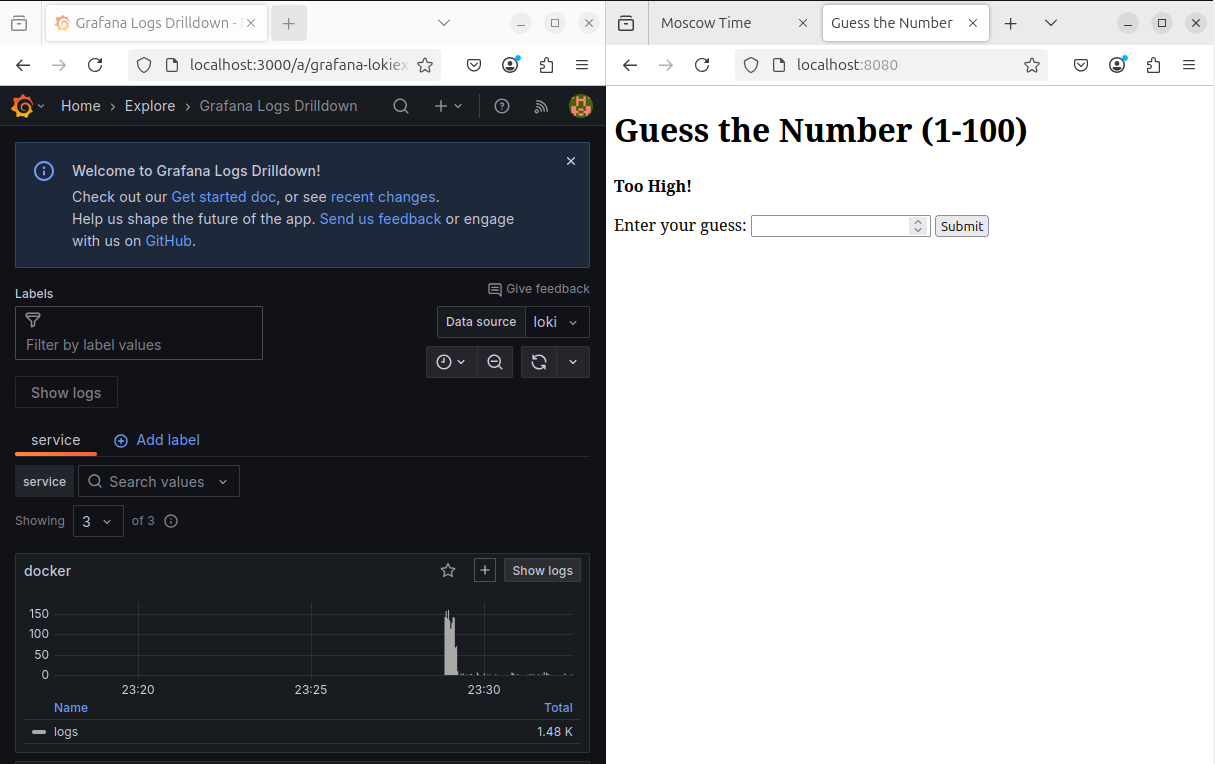 Grafana Logs Drilldown -
localhost:3000/a/grafana-lokiex
Home › Explore › Grafana Logs Drilldown
Welcome to Grafana Logs Drilldown!
Check out our Get started doc, or see recent changes.
Help us shape the future of the app. Send us feedback or engage
with us on GitHub.
Give feedback
Labels
Filter by label values
Data source loki
Show logs
service Add label
service Search values
Showing 3 of 3
docker Show logs
150
100
50
0
23:20 23:25 23:30
Name Total
logs 1.48 K
Moscow Time Guess the Number
localhost:8080
Guess the Number (1-100)
Too High!
Enter your guess: Submit